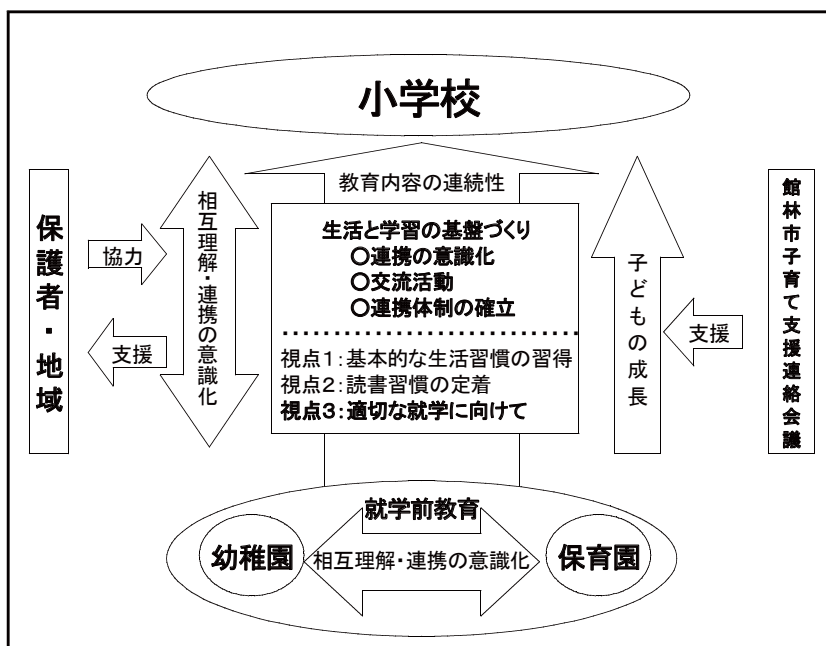 小学校
教育内容の連続性
保護者・地域
協力
支援
相互理解・連携の意識化
生活と学習の基盤づくり
○連携の意識化
○交流活動
○連携体制の確立
視点1:基本的な生活習慣の習得
視点2:読書習慣の定着
視点3:適切な就学に向けて
子どもの成長
支援
館林市子育て支援連絡会議
就学前教育
幼稚園
相互理解・連携の意識化
保育園